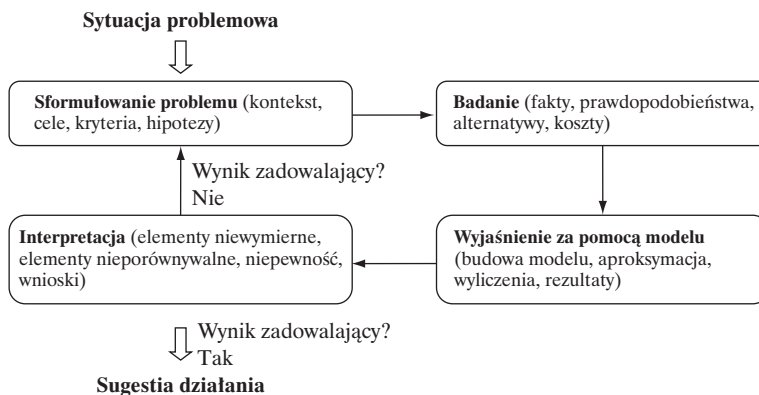 Sytuacja problemowa
Sformułowanie problemu (kontekst,
cele, kryteria, hipotezy)
Badanie (fakty, prawdopodobieństwa,
alternatywy, koszty)
Wynik zadowalający?
Nie
Interpretacja (elementy niewymierne,
elementy nieporównywalne, niepewność,
wnioski)
Wyjaśnienie za pomocą modelu
(budowa modelu, aproksymacja,
wyliczenia, rezultaty)
Wynik zadowalający?
Tak
Sugestia działania